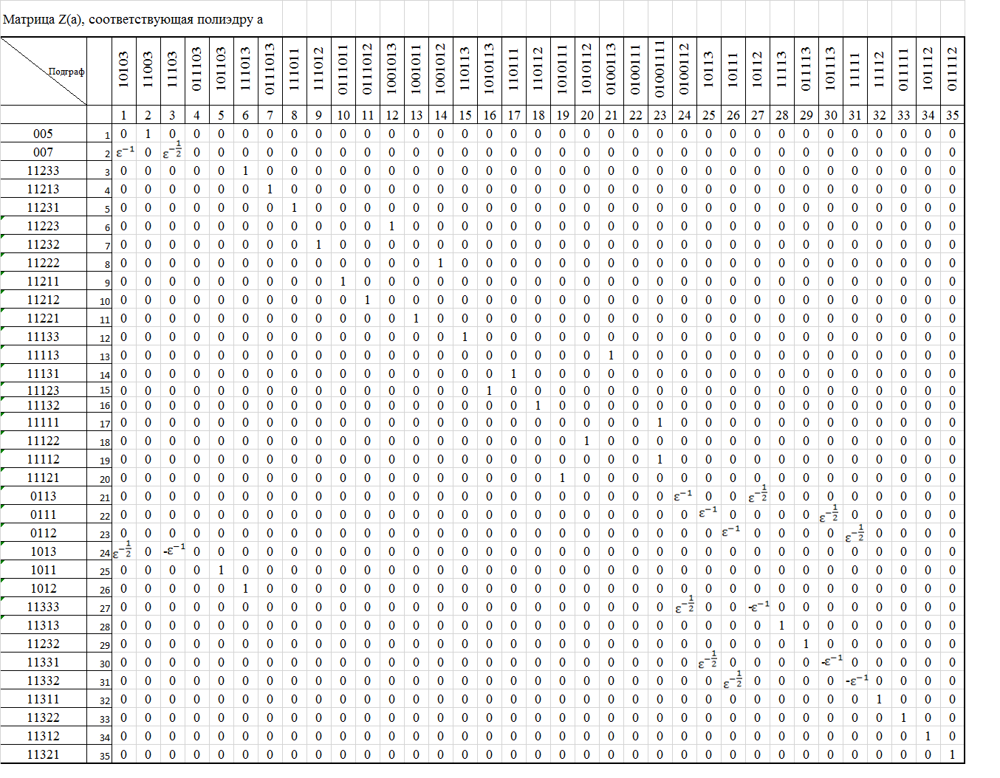 Матрица Z(a), соответствующая полиэдру a
Подграф 10103 11003 11103 011103 101103 111013 0111013 111011 111012 0111011 0111012 1001013 1001011 1001012 110113 1010113 110111 110112 1010111 1010112 0100113 0100111 01001111 0100112 10113 10111 10112 11113 011113 101113 11111 11112 011111 101112 011112
1 2 3 4 5 6 7 8 9 10 11 12 13 14 15 16 17 18 19 20 21 22 23 24 25 26 27 28 29 30 31 32 33 34 35
005 1 0 1 0 0 0 0 0 0 0 0 0 0 0 0 0 0 0 0 0 0 0 0 0 0 0 0 0 0 0 0 0 0 0 0 0
007 2 ε⁻¹ 0 ε^(-1/2) 0 0 0 0 0 0 0 0 0 0 0 0 0 0 0 0 0 0 0 0 0 0 0 0 0 0 0 0 0 0 0 0
11233 3 0 0 0 0 0 1 0 0 0 0 0 0 0 0 0 0 0 0 0 0 0 0 0 0 0 0 0 0 0 0 0 0 0 0 0
11213 4 0 0 0 0 0 0 1 0 0 0 0 0 0 0 0 0 0 0 0 0 0 0 0 0 0 0 0 0 0 0 0 0 0 0 0
11231 5 0 0 0 0 0 0 0 1 0 0 0 0 0 0 0 0 0 0 0 0 0 0 0 0 0 0 0 0 0 0 0 0 0 0 0
11223 6 0 0 0 0 0 0 0 0 0 0 0 1 0 0 0 0 0 0 0 0 0 0 0 0 0 0 0 0 0 0 0 0 0 0 0
11232 7 0 0 0 0 0 0 0 0 1 0 0 0 0 0 0 0 0 0 0 0 0 0 0 0 0 0 0 0 0 0 0 0 0 0 0
11222 8 0 0 0 0 0 0 0 0 0 0 0 0 0 1 0 0 0 0 0 0 0 0 0 0 0 0 0 0 0 0 0 0 0 0 0
11211 9 0 0 0 0 0 0 0 0 0 1 0 0 0 0 0 0 0 0 0 0 0 0 0 0 0 0 0 0 0 0 0 0 0 0 0
11212 10 0 0 0 0 0 0 0 0 0 0 1 0 0 0 0 0 0 0 0 0 0 0 0 0 0 0 0 0 0 0 0 0 0 0 0
11221 11 0 0 0 0 0 0 0 0 0 0 0 0 1 0 0 0 0 0 0 0 0 0 0 0 0 0 0 0 0 0 0 0 0 0 0
11133 12 0 0 0 0 0 0 0 0 0 0 0 0 0 0 1 0 0 0 0 0 0 0 0 0 0 0 0 0 0 0 0 0 0 0 0
11113 13 0 0 0 0 0 0 0 0 0 0 0 0 0 0 0 0 0 0 0 0 1 0 0 0 0 0 0 0 0 0 0 0 0 0 0
11131 14 0 0 0 0 0 0 0 0 0 0 0 0 0 0 0 0 1 0 0 0 0 0 0 0 0 0 0 0 0 0 0 0 0 0 0
11123 15 0 0 0 0 0 0 0 0 0 0 0 0 0 0 0 1 0 0 0 0 0 0 0 0 0 0 0 0 0 0 0 0 0 0 0
11132 16 0 0 0 0 0 0 0 0 0 0 0 0 0 0 0 0 0 1 0 0 0 0 0 0 0 0 0 0 0 0 0 0 0 0 0
11111 17 0 0 0 0 0 0 0 0 0 0 0 0 0 0 0 0 0 0 0 0 0 0 1 0 0 0 0 0 0 0 0 0 0 0 0
11122 18 0 0 0 0 0 0 0 0 0 0 0 0 0 0 0 0 0 0 0 1 0 0 0 0 0 0 0 0 0 0 0 0 0 0 0
11112 19 0 0 0 0 0 0 0 0 0 0 0 0 0 0 0 0 0 0 0 0 0 0 1 0 0 0 0 0 0 0 0 0 0 0 0
11121 20 0 0 0 0 0 0 0 0 0 0 0 0 0 0 0 0 0 0 1 0 0 0 0 0 0 0 0 0 0 0 0 0 0 0 0
0113 21 0 0 0 0 0 0 0 0 0 0 0 0 0 0 0 0 0 0 0 0 0 0 0 ε⁻¹ 0 0 ε^(-1/2) 0 0 0 0 0 0 0 0
0111 22 0 0 0 0 0 0 0 0 0 0 0 0 0 0 0 0 0 0 0 0 0 0 0 0 ε⁻¹ 0 0 0 0 ε^(-1/2) 0 0 0 0 0
0112 23 0 0 0 0 0 0 0 0 0 0 0 0 0 0 0 0 0 0 0 0 0 0 0 0 0 ε⁻¹ 0 0 0 0 ε^(-1/2) 0 0 0 0
1013 24 ε^(-1/2) 0 -ε⁻¹ 0 0 0 0 0 0 0 0 0 0 0 0 0 0 0 0 0 0 0 0 0 0 0 0 0 0 0 0 0 0 0 0
1011 25 0 0 0 0 1 0 0 0 0 0 0 0 0 0 0 0 0 0 0 0 0 0 0 0 0 0 0 0 0 0 0 0 0 0 0
1012 26 0 0 0 0 0 1 0 0 0 0 0 0 0 0 0 0 0 0 0 0 0 0 0 0 0 0 0 0 0 0 0 0 0 0 0
11333 27 0 0 0 0 0 0 0 0 0 0 0 0 0 0 0 0 0 0 0 0 0 0 0 ε^(-1/2) 0 0 -ε⁻¹ 0 0 0 0 0 0 0 0
11313 28 0 0 0 0 0 0 0 0 0 0 0 0 0 0 0 0 0 0 0 0 0 0 0 0 0 0 0 1 0 0 0 0 0 0 0
11232 29 0 0 0 0 0 0 0 0 0 0 0 0 0 0 0 0 0 0 0 0 0 0 0 0 0 0 0 0 1 0 0 0 0 0 0
11331 30 0 0 0 0 0 0 0 0 0 0 0 0 0 0 0 0 0 0 0 0 0 0 0 0 ε^(-1/2) 0 0 0 0 -ε⁻¹ 0 0 0 0 0
11332 31 0 0 0 0 0 0 0 0 0 0 0 0 0 0 0 0 0 0 0 0 0 0 0 0 0 ε^(-1/2) 0 0 0 0 -ε⁻¹ 0 0 0 0
11311 32 0 0 0 0 0 0 0 0 0 0 0 0 0 0 0 0 0 0 0 0 0 0 0 0 0 0 0 0 0 0 0 1 0 0 0
11322 33 0 0 0 0 0 0 0 0 0 0 0 0 0 0 0 0 0 0 0 0 0 0 0 0 0 0 0 0 0 0 0 0 1 0 0
11312 34 0 0 0 0 0 0 0 0 0 0 0 0 0 0 0 0 0 0 0 0 0 0 0 0 0 0 0 0 0 0 0 0 0 1 0
11321 35 0 0 0 0 0 0 0 0 0 0 0 0 0 0 0 0 0 0 0 0 0 0 0 0 0 0 0 0 0 0 0 0 0 0 1